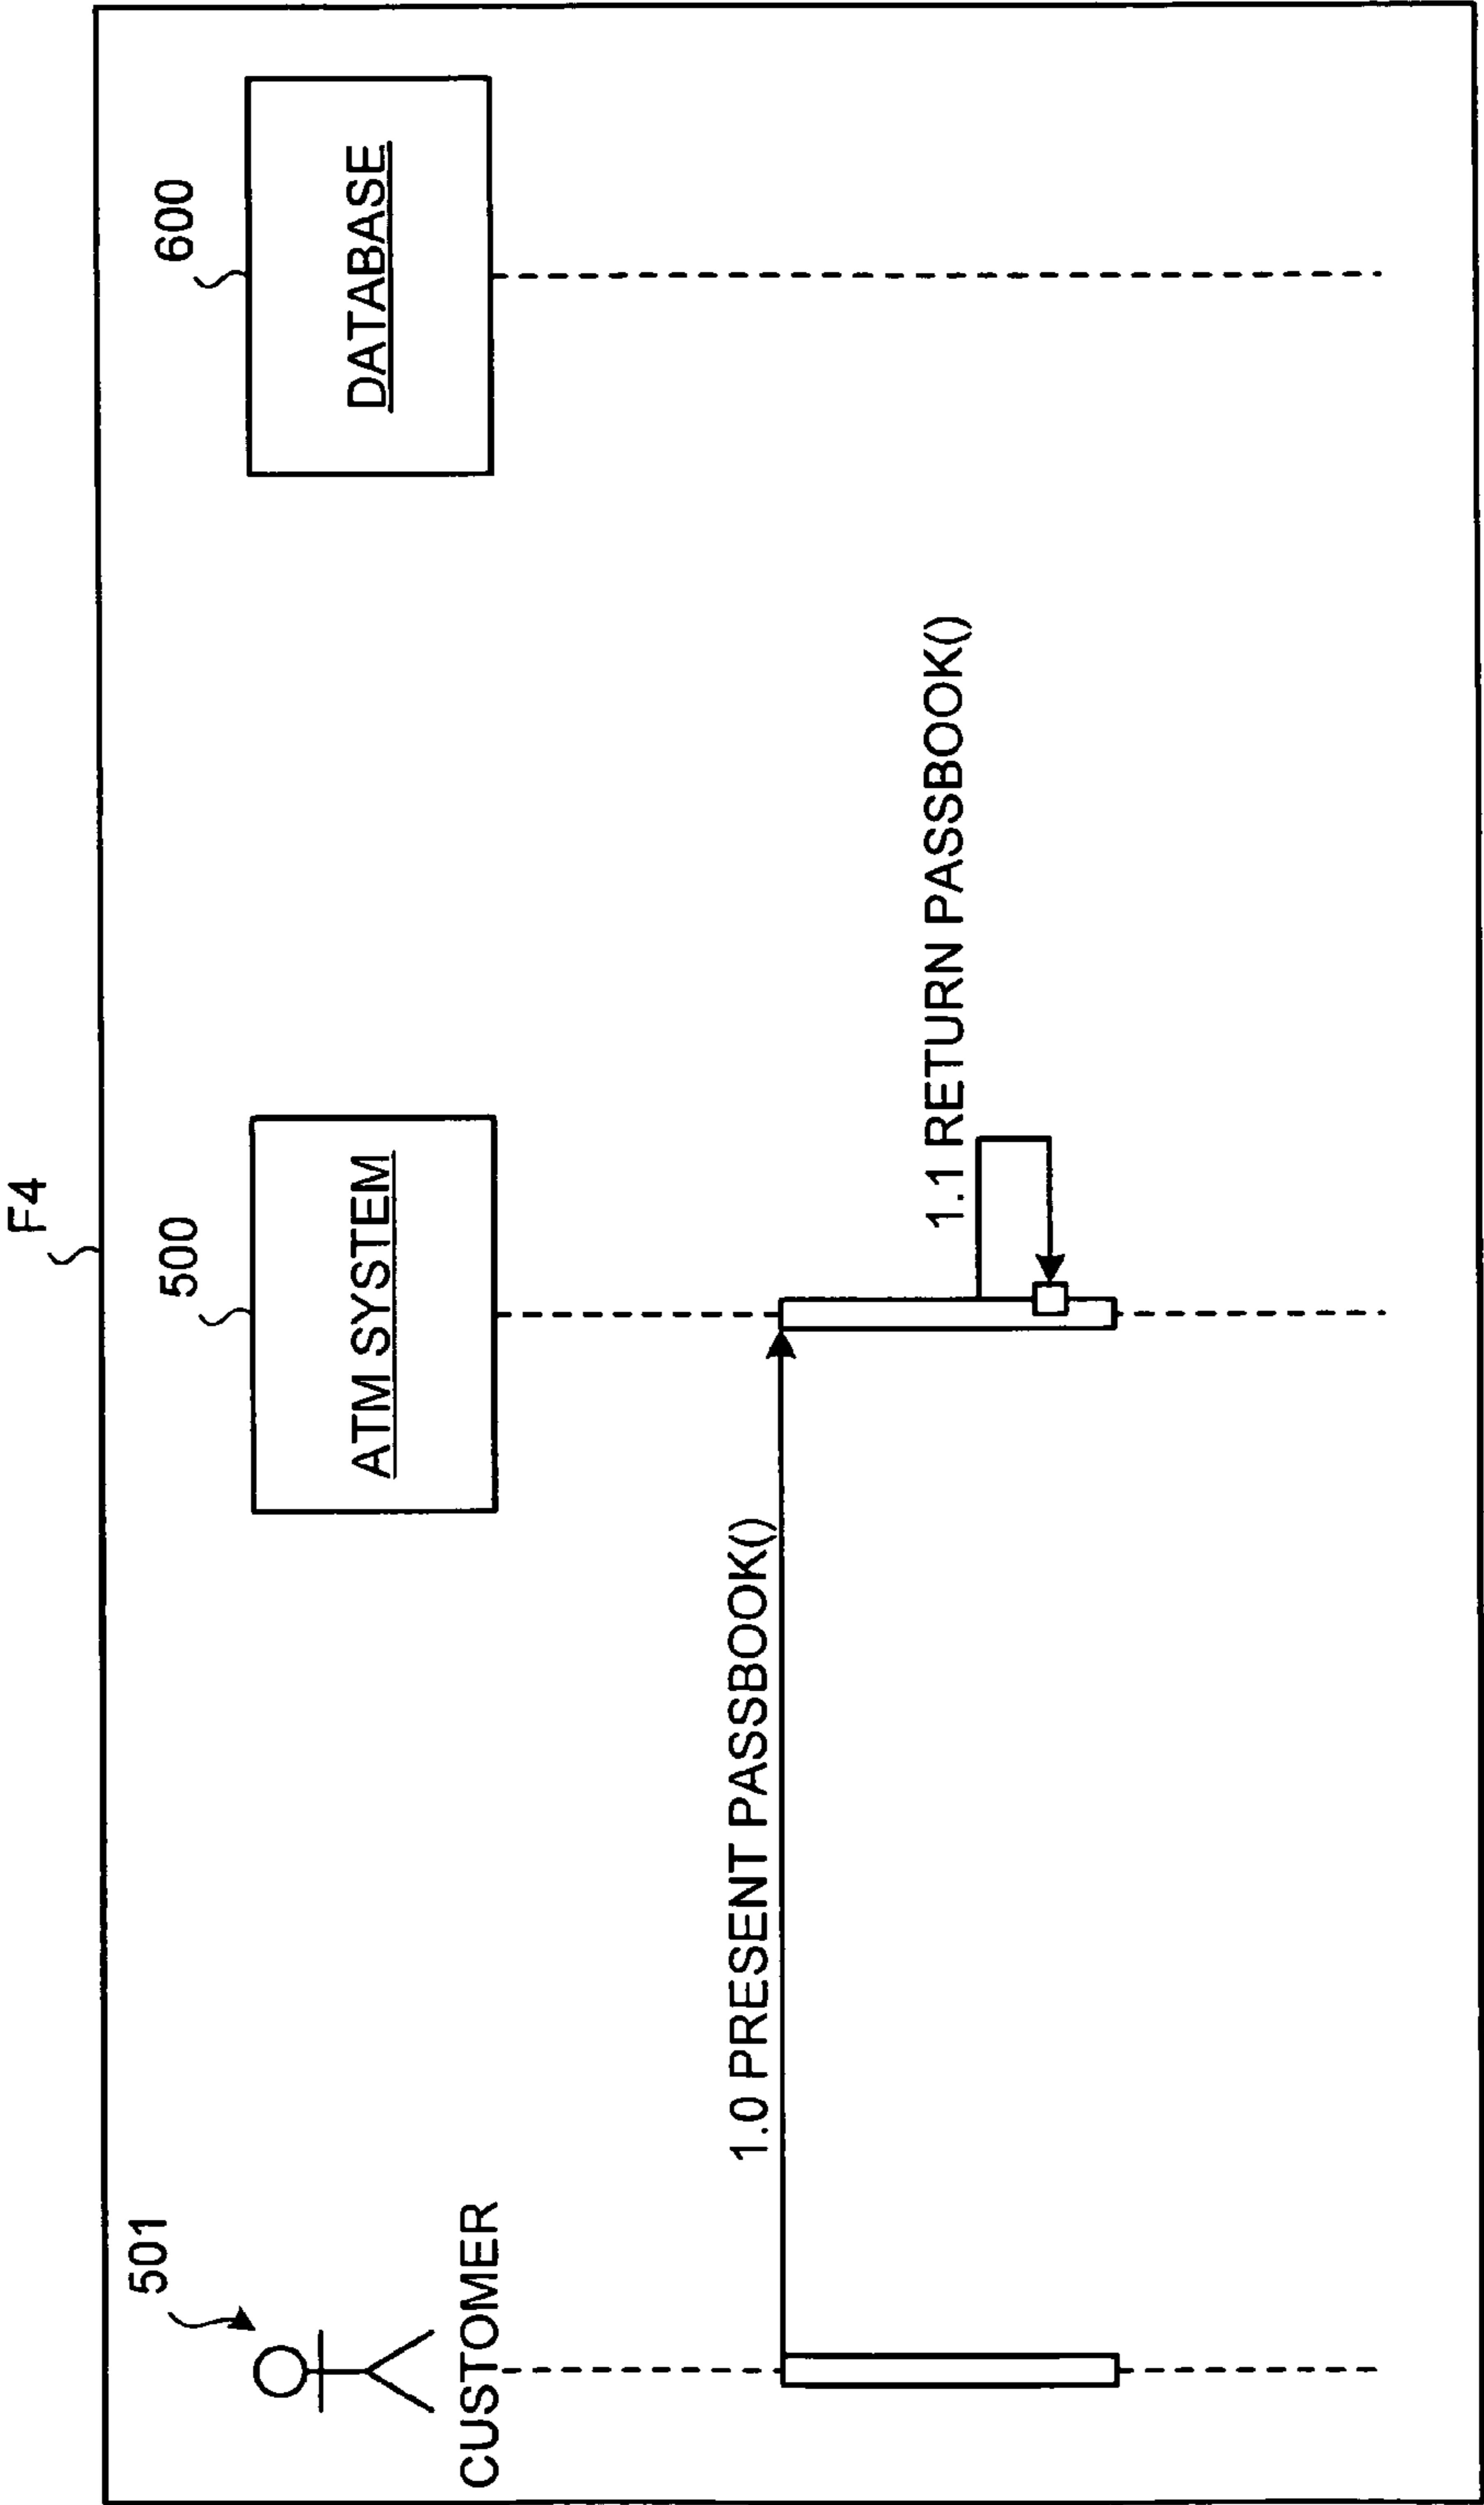 F4
501
500
600
CUSTOMER
ATM SYSTEM
DATABASE
1.0 PRESENT PASSBOOK()
1.1 RETURN PASSBOOK()